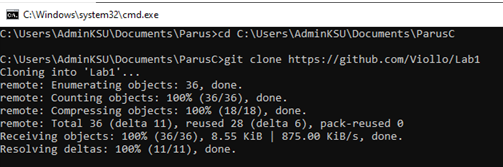 C:\Windows\system32\cmd.exe
C:\Users\AdminKSU\Documents\ParusC>cd C:\Users\AdminKSU\Documents\ParusC
C:\Users\AdminKSU\Documents\ParusC>git clone https://github.com/Viollo/Lab1
Cloning into 'Lab1'...
remote: Enumerating objects: 36, done.
remote: Counting objects: 100% (36/36), done.
remote: Compressing objects: 100% (18/18), done.
remote: Total 36 (delta 11), reused 28 (delta 6), pack-reused 0
Receiving objects: 100% (36/36), 8.55 KiB | 875.00 KiB/s, done.
Resolving deltas: 100% (11/11), done.